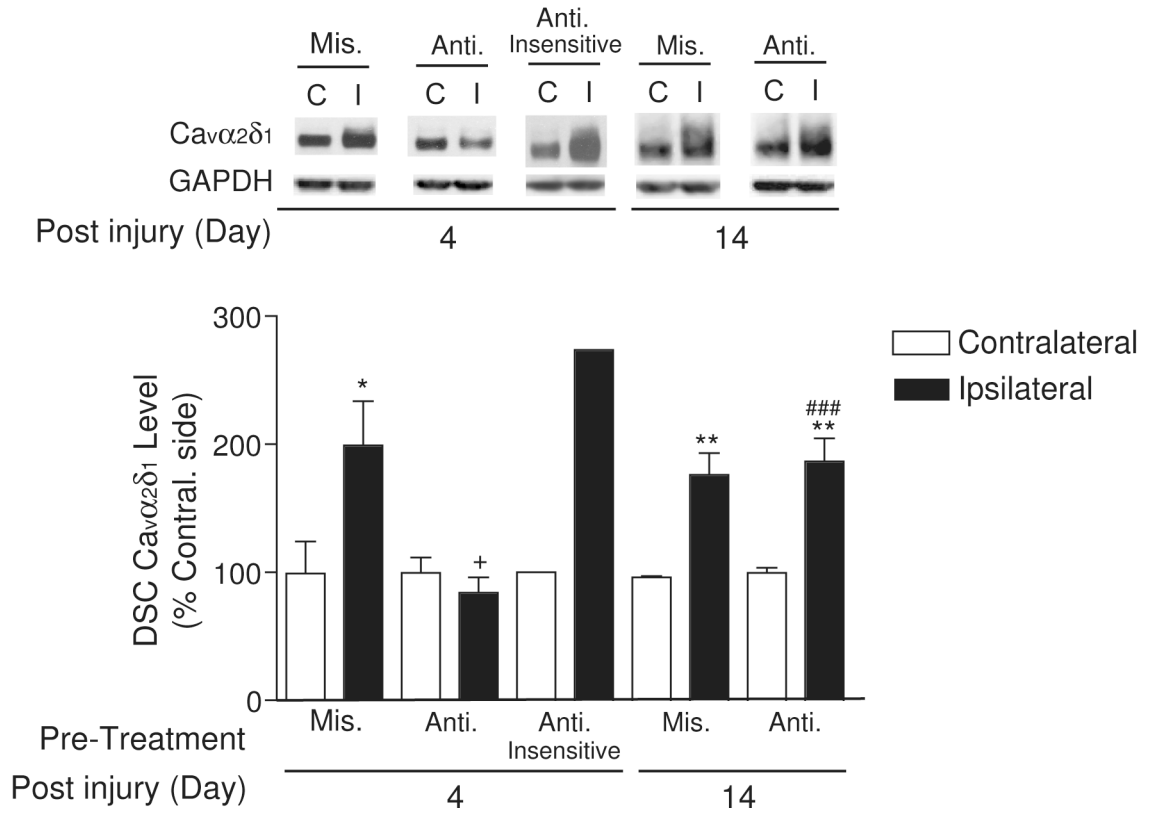 Anti.
Mis. Anti. Insensitive Mis. Anti.
C I C I C I C I C I
Cavα2δ1
GAPDH
Post injury (Day) 4 14
300
200
100
0
DSC Cavα2δ1 Level
(% Contral. side)
* + ** ###
**
Contralateral
Ipsilateral
Mis. Anti. Anti. Mis. Anti.
Insensitive
Pre-Treatment
Post injury (Day) 4 14